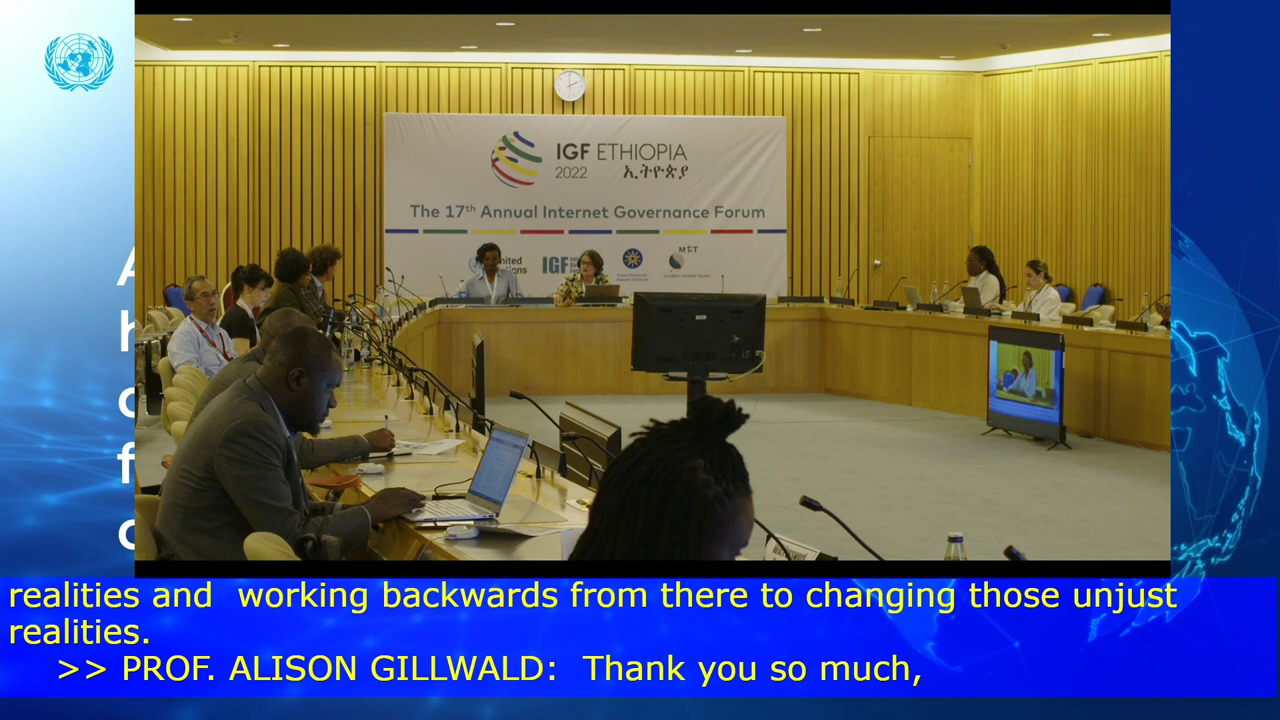 IGF ETHIOPIA
2022 ኢትዮጵያ
The 17th Annual Internet Governance Forum
United Nations
IGF
realities and  working backwards from there to changing those unjust
realities.
>> PROF. ALISON GILLWALD:  Thank you so much,